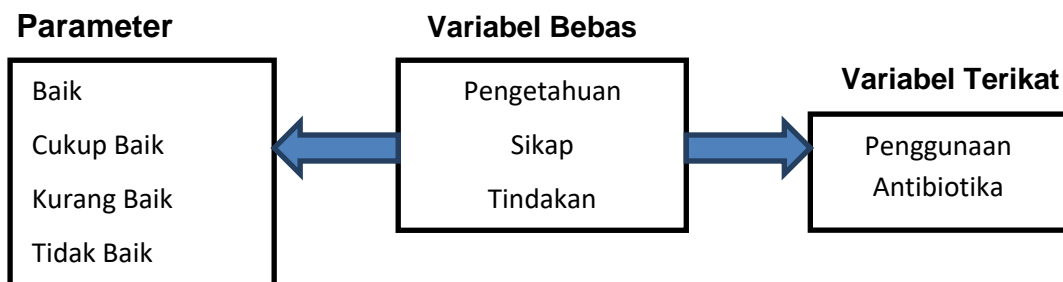 Parameter
Baik
Cukup Baik
Kurang Baik
Tidak Baik
Variabel Bebas
Pengetahuan
Sikap
Tindakan
Variabel Terikat
Penggunaan
Antibiotika